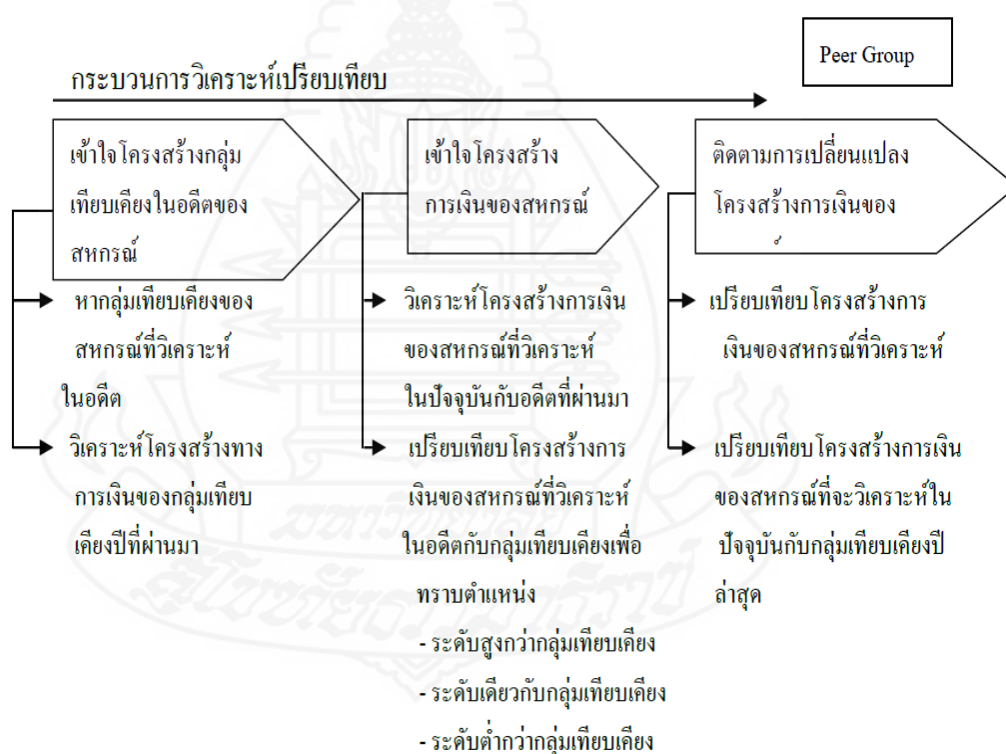 Peer Group
กระบวนการวิเคราะห์เปรียบเทียบ
เข้าใจโครงสร้างกลุ่ม
เทียบเคียงในอดีตของ
สหกรณ์
หากลุ่มเทียบเคียงของ
สหกรณ์ที่วิเคราะห์
ในอดีต
วิเคราะห์โครงสร้างทาง
การเงินของกลุ่มเทียบ
เคียงปีที่ผ่านมา
เข้าใจโครงสร้าง
การเงินของสหกรณ์
วิเคราะห์โครงสร้างการเงิน
ของสหกรณ์ที่วิเคราะห์
ในปัจจุบันกับอดีตที่ผ่านมา
เปรียบเทียบโครงสร้างการ
เงินของสหกรณ์ที่วิเคราะห์
ในอดีตกับกลุ่มเทียบเคียงเพื่อ
ทราบตำแหน่ง
- ระดับสูงกว่ากลุ่มเทียบเคียง
- ระดับเดียวกับกลุ่มเทียบเคียง
- ระดับต่ำกว่ากลุ่มเทียบเคียง
ติดตามการเปลี่ยนแปลง
โครงสร้างการเงินของ
เปรียบเทียบโครงสร้างการ
เงินของสหกรณ์ที่วิเคราะห์
เปรียบเทียบโครงสร้างการเงิน
ของสหกรณ์ที่จะวิเคราะห์ใน
ปัจจุบันกับกลุ่มเทียบเคียงปี
ล่าสุด